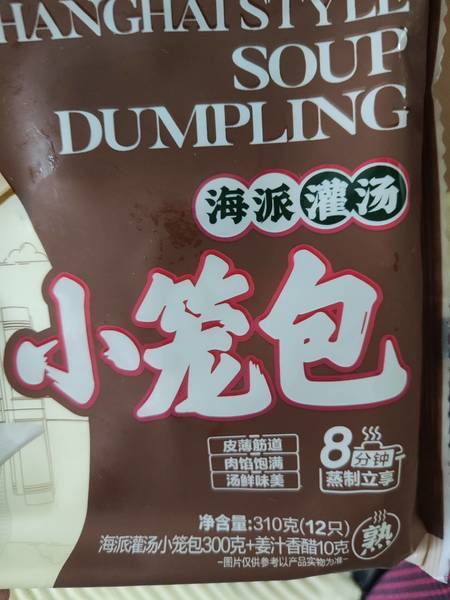 SHANGHAI STYLE
SOUP
DUMPLING
海派灌汤
小笼包
皮薄筋道
肉馅饱满
汤鲜味美
8分钟
蒸制立享
净含量:310克(12只)
海派灌汤小笼包300克+姜汁香醋10克
-图片仅供参考以产品实物为准-
熟